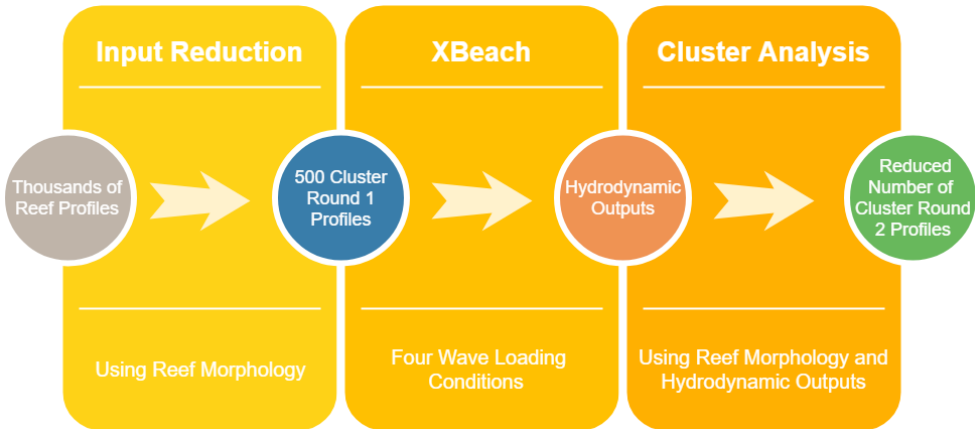 Input Reduction
XBeach
Cluster Analysis
Thousands of
Reef Profiles
500 Cluster
Round 1
Profiles
Hydrodynamic
Outputs
Reduced
Number of
Cluster Round
2 Profiles
Using Reef Morphology
Four Wave Loading
Conditions
Using Reef Morphology and
Hydrodynamic Outputs